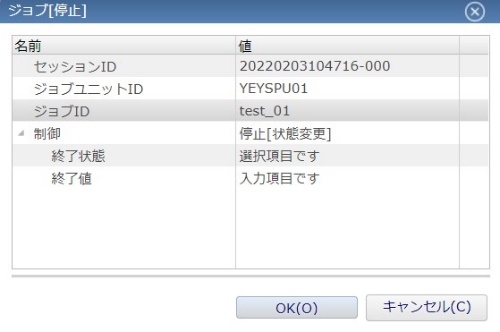 ジョブ[停止]
名前 値
セッションID 20220203104716-000
ジョブユニットID YEYSPU01
ジョブID test_01
制御 停止[状態変更]
終了状態 選択項目です
終了値 入力項目です
OK(O) キャンセル(C)